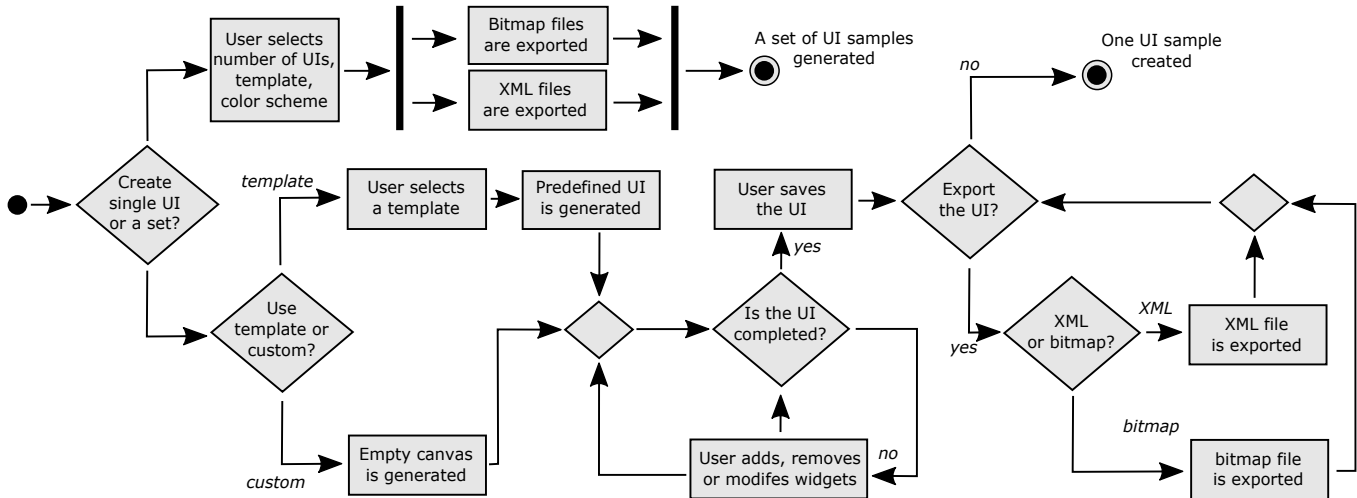 User selects
number of UIs,
template,
color scheme
Bitmap files
are exported
XML files
are exported
A set of UI samples
generated
One UI sample
created
no
Create
single UI
or a set?
template
User selects
a template
Predefined UI
is generated
User saves
the UI
Export
the UI?
yes
Use
template or
custom?
Is the UI
completed?
yes
XML
or bitmap?
XML
XML file
is exported
custom
Empty canvas
is generated
User adds, removes
or modifes widgets
no
bitmap
bitmap file
is exported